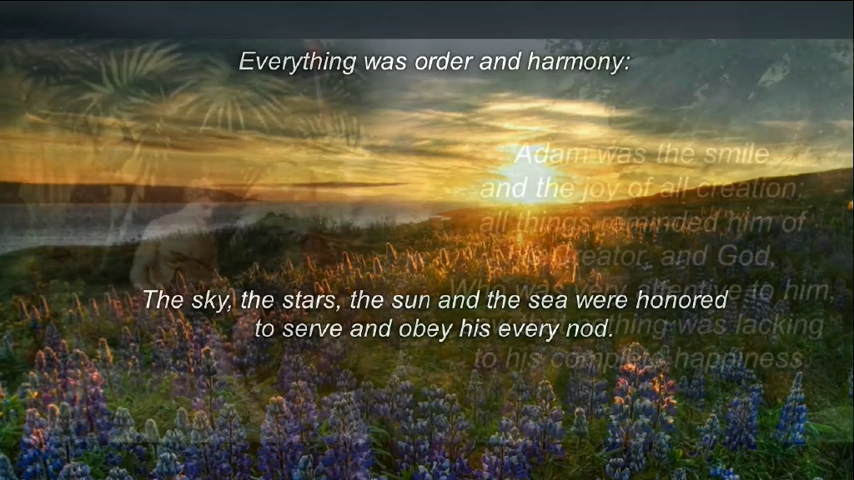 Everything was order and harmony:
Adam was the smile
and the joy of all creation;
all things reminded him of
Creator, and God,
The sky, the stars, the sun and the sea were honored
to serve and obey his every nod.
very attentive to him,
was lacking
to his complete happiness